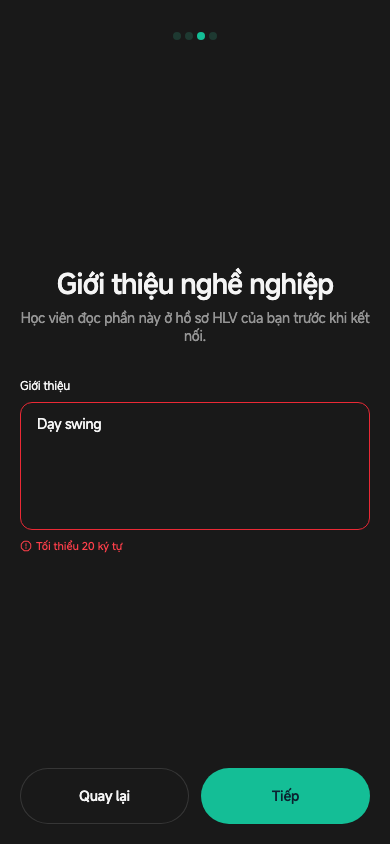 Giới thiệu nghề nghiệp
Học viên đọc phần này ở hồ sơ HLV của bạn trước khi kết
nối.
Giới thiệu
Dạy swing
Tối thiểu 20 ký tự
Quay lại
Tiếp